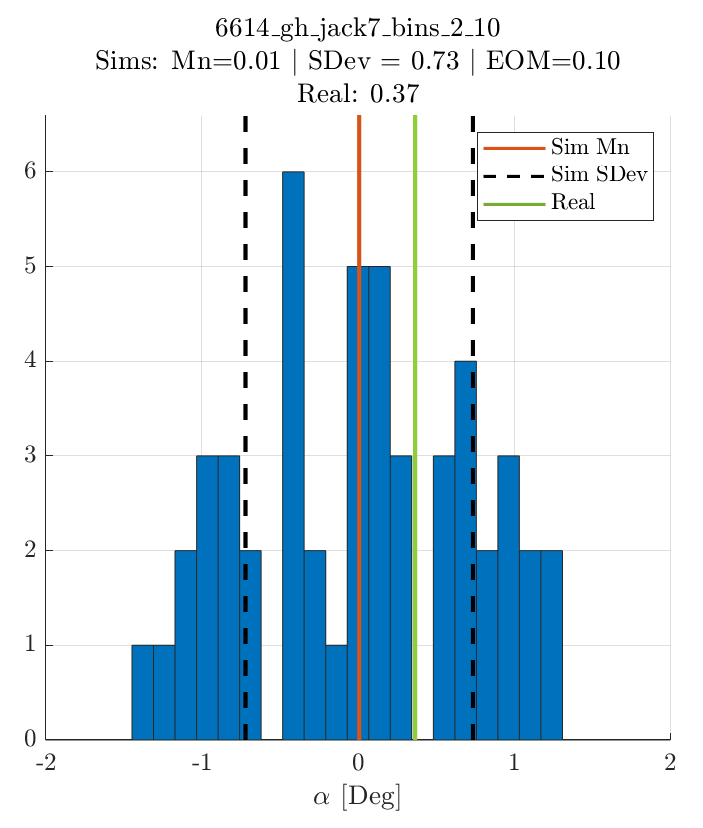 6614_gh_jack7_bins_2_10
Sims: Mn=0.01 | SDev = 0.73 | EOM=0.10
Real: 0.37
Sim Mn
Sim SDev
Real
6
5
4
3
2
1
0
-2 -1 0 1 2
α [Deg]